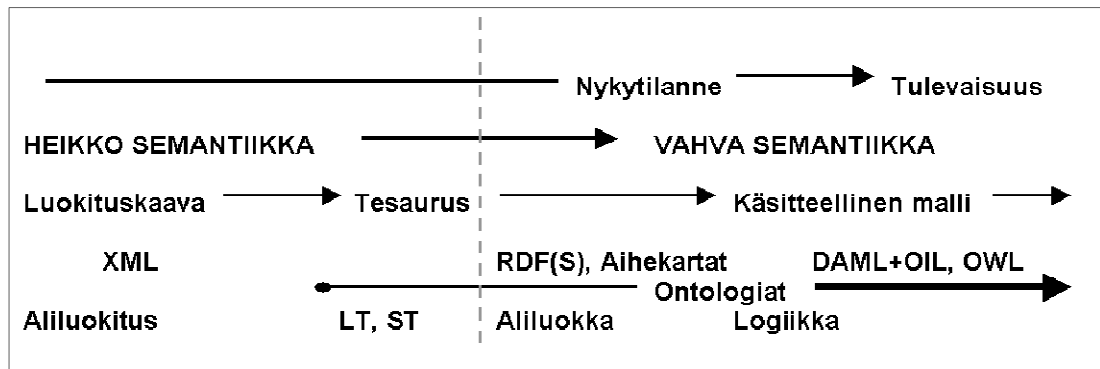 Nykytilanne Tulevaisuus
HEIKKO SEMANTIIKKA VAHVA SEMANTIIKKA
Luokituskaava Tesaurus Käsitteellinen malli
XML RDF(S), Aihekartat DAML+OIL, OWL
Ontologiat
Aliluokitus LT, ST Aliluokka Logiikka